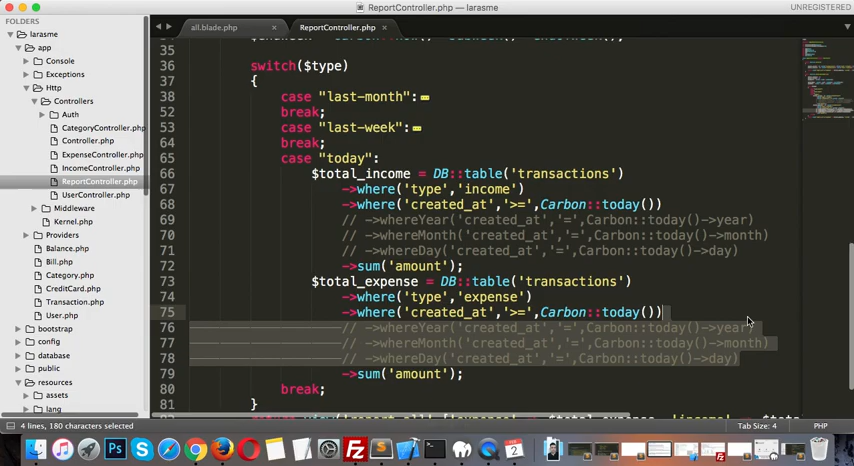 ReportController.php
UNREGISTERED
FOLDERS
larasme
app
Console
Exceptions
Http
Controllers
Auth
CategoryController.php
Controller.php
ExpenseController.php
IncomeController.php
ReportController.php
UserController.php
Middleware
Kernel.php
Providers
Balance.php
Bill.php
Category.php
CreditCard.php
Transaction.php
User.php
bootstrap
config
database
public
resources
assets
lang
all.blade.php
ReportController.php
35
36 switch($type)
37 {
38 case "last-month":
52 break;
53 case "last-week":
64 break;
65 case "today":
66 $total_income = DB::table('transactions')
67 ->where('type','income')
68 ->where('created_at','>=',Carbon::today())
69 // ->whereYear('created_at','=',Carbon::today()->year)
70 // ->whereMonth('created_at','=',Carbon::today()->month)
71 // ->whereDay('created_at','=',Carbon::today()->day)
72 ->sum('amount');
73 $total_expense = DB::table('transactions')
74 ->where('type','expense')
75 ->where('created_at','>=',Carbon::today())
76 // ->whereYear('created_at','=',Carbon::today()->year)
77 // ->whereMonth('created_at','=',Carbon::today()->month)
78 // ->whereDay('created_at','=',Carbon::today()->day)
79 ->sum('amount');
80 break;
81 }
4 lines, 180 characters selected
Tab Size: 4
PHP